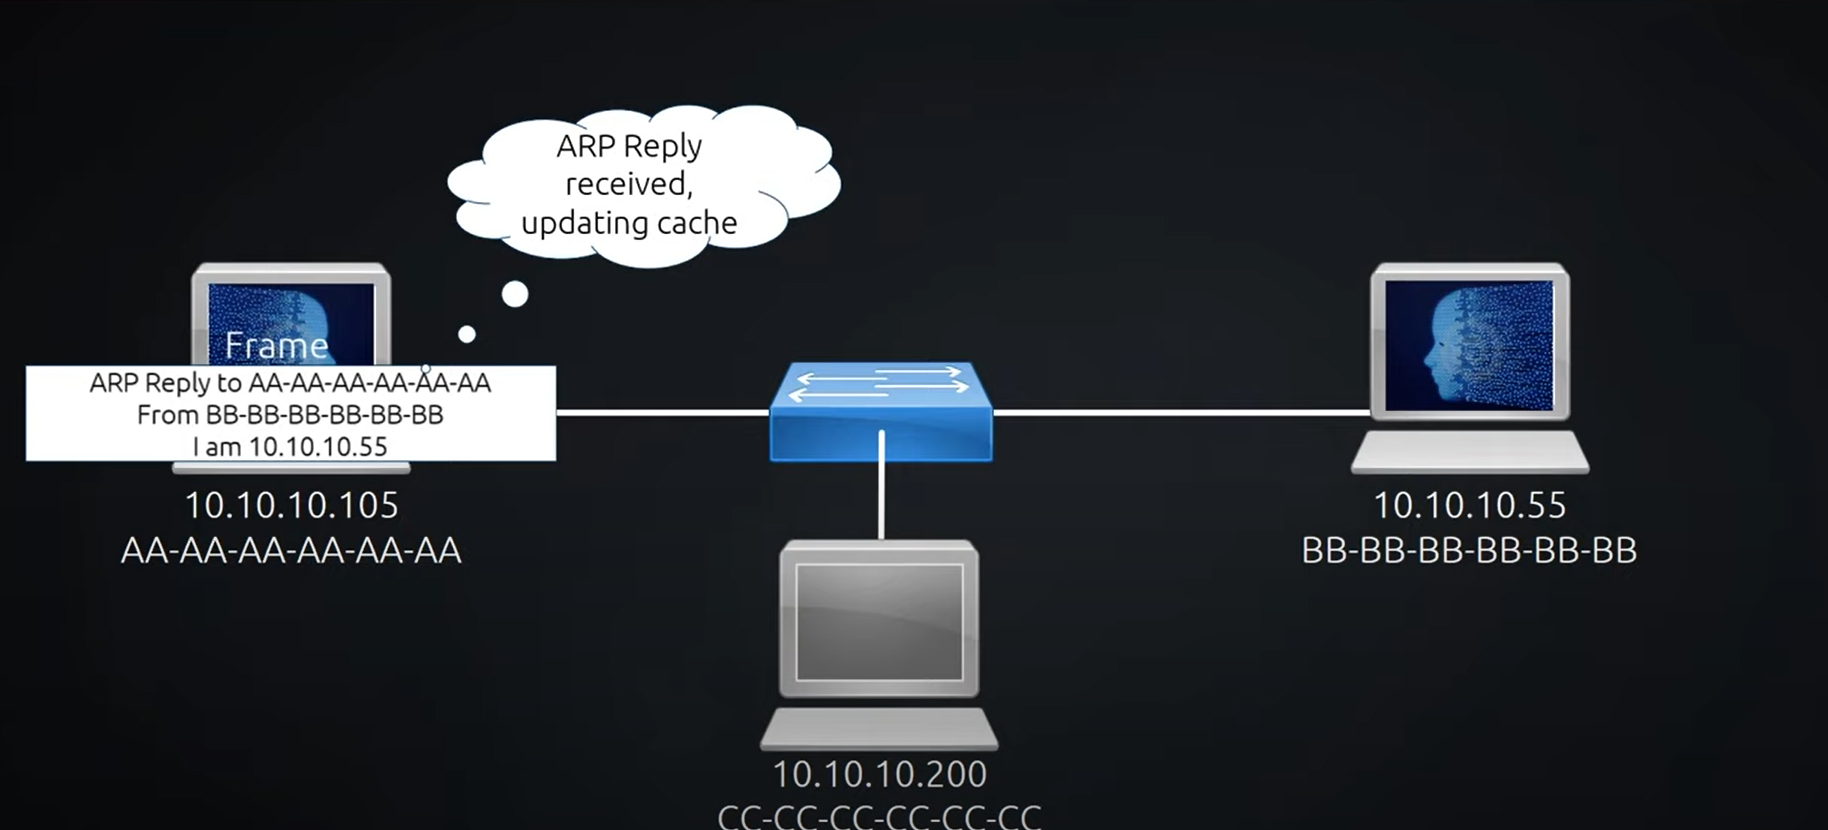 ARP Reply
received,
updating cache
Frame
ARP Reply to AA-AA-AA-AA-AA-AA
From BB-BB-BB-BB-BB-BB
I am 10.10.10.55
10.10.10.105
AA-AA-AA-AA-AA-AA
10.10.10.55
BB-BB-BB-BB-BB-BB
10.10.10.200
CC-CC-CC-CC-CC-CC